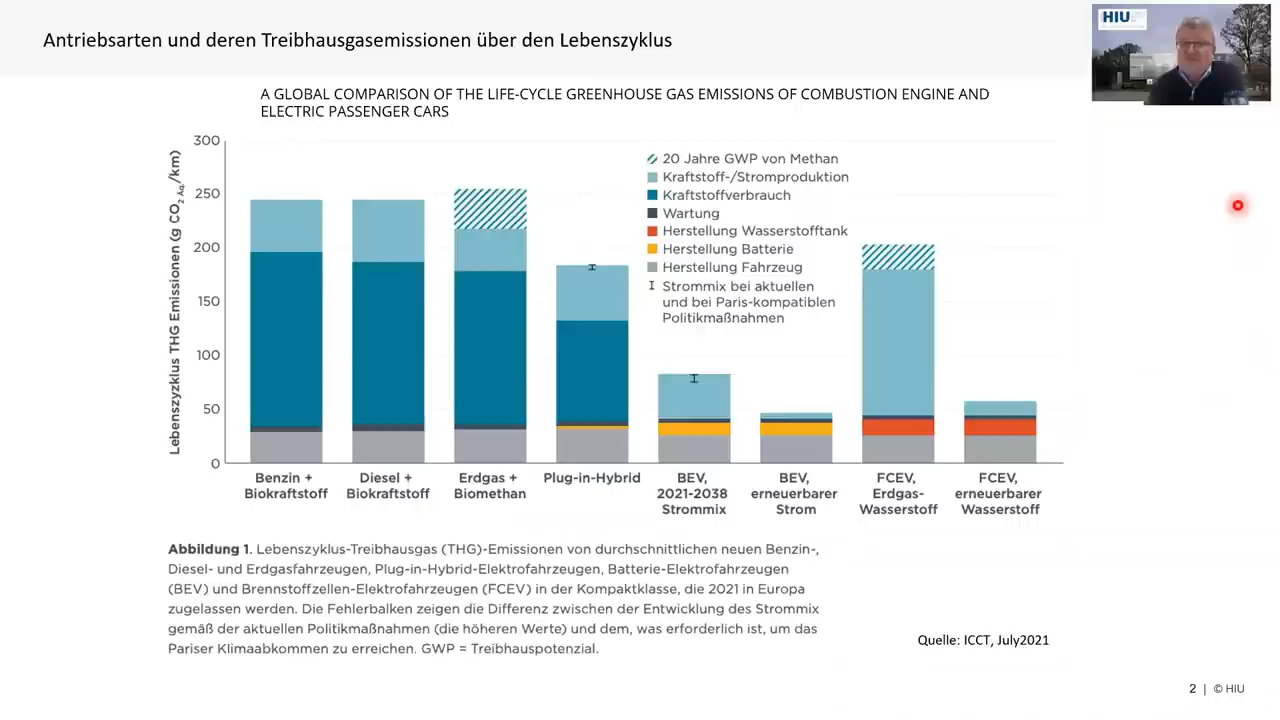 Antriebsarten und deren Treibhausgasemissionen über den Lebenszyklus
HIU
A GLOBAL COMPARISON OF THE LIFE-CYCLE GREENHOUSE GAS EMISSIONS OF COMBUSTION ENGINE AND
ELECTRIC PASSENGER CARS
Lebenszyzklus THG Emissionen (g CO2 Äq./km)
300
250
200
150
100
50
0
20 Jahre GWP von Methan
Kraftstoff-/Stromproduktion
Kraftstoffverbrauch
Wartung
Herstellung Wasserstofftank
Herstellung Batterie
Herstellung Fahrzeug
Strommix bei aktuellen
und bei Paris-kompatiblen
Politikmaßnahmen
Benzin +
Biokraftstoff
Diesel +
Biokraftstoff
Erdgas +
Biomethan
Plug-in-Hybrid
BEV,
2021-2038
Strommix
BEV,
erneuerbarer
Strom
FCEV,
Erdgas-
Wasserstoff
FCEV,
erneuerbarer
Wasserstoff
Abbildung 1. Lebenszyklus-Treibhausgas (THG)-Emissionen von durchschnittlichen neuen Benzin-,
Diesel- und Erdgasfahrzeugen, Plug-in-Hybrid-Elektrofahrzeugen, Batterie-Elektrofahrzeugen
(BEV) und Brennstoffzellen-Elektrofahrzeugen (FCEV) in der Kompaktklasse, die 2021 in Europa
zugelassen werden. Die Fehlerbalken zeigen die Differenz zwischen der Entwicklung des Strommix
gemäß der aktuellen Politikmaßnahmen (die höheren Werte) und dem, was erforderlich ist, um das
Pariser Klimaabkommen zu erreichen. GWP = Treibhauspotenzial.
Quelle: ICCT, July2021
2 | © HIU